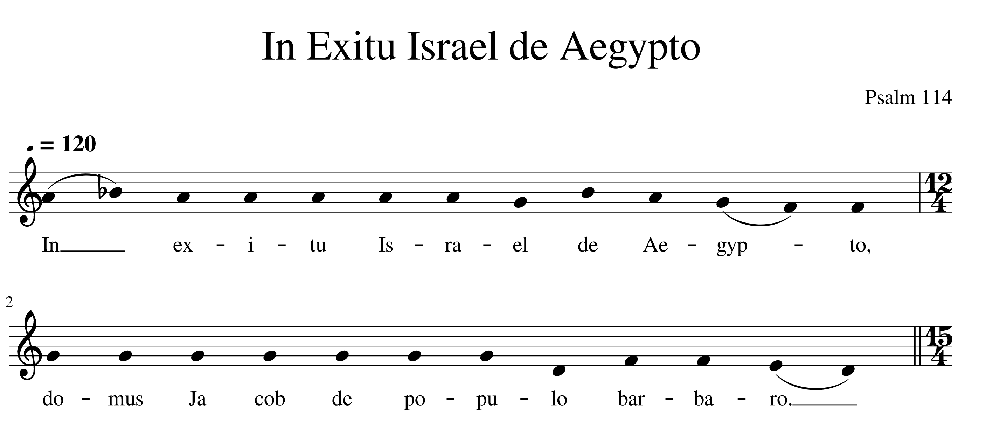 In Exitu Israel de Aegypto
Psalm 114
. = 120
12
4
In ex - i - tu Is - ra - el de Ae - gyp - to,
2
15
4
do - mus Ja cob de po - pu - lo bar - ba - ro.